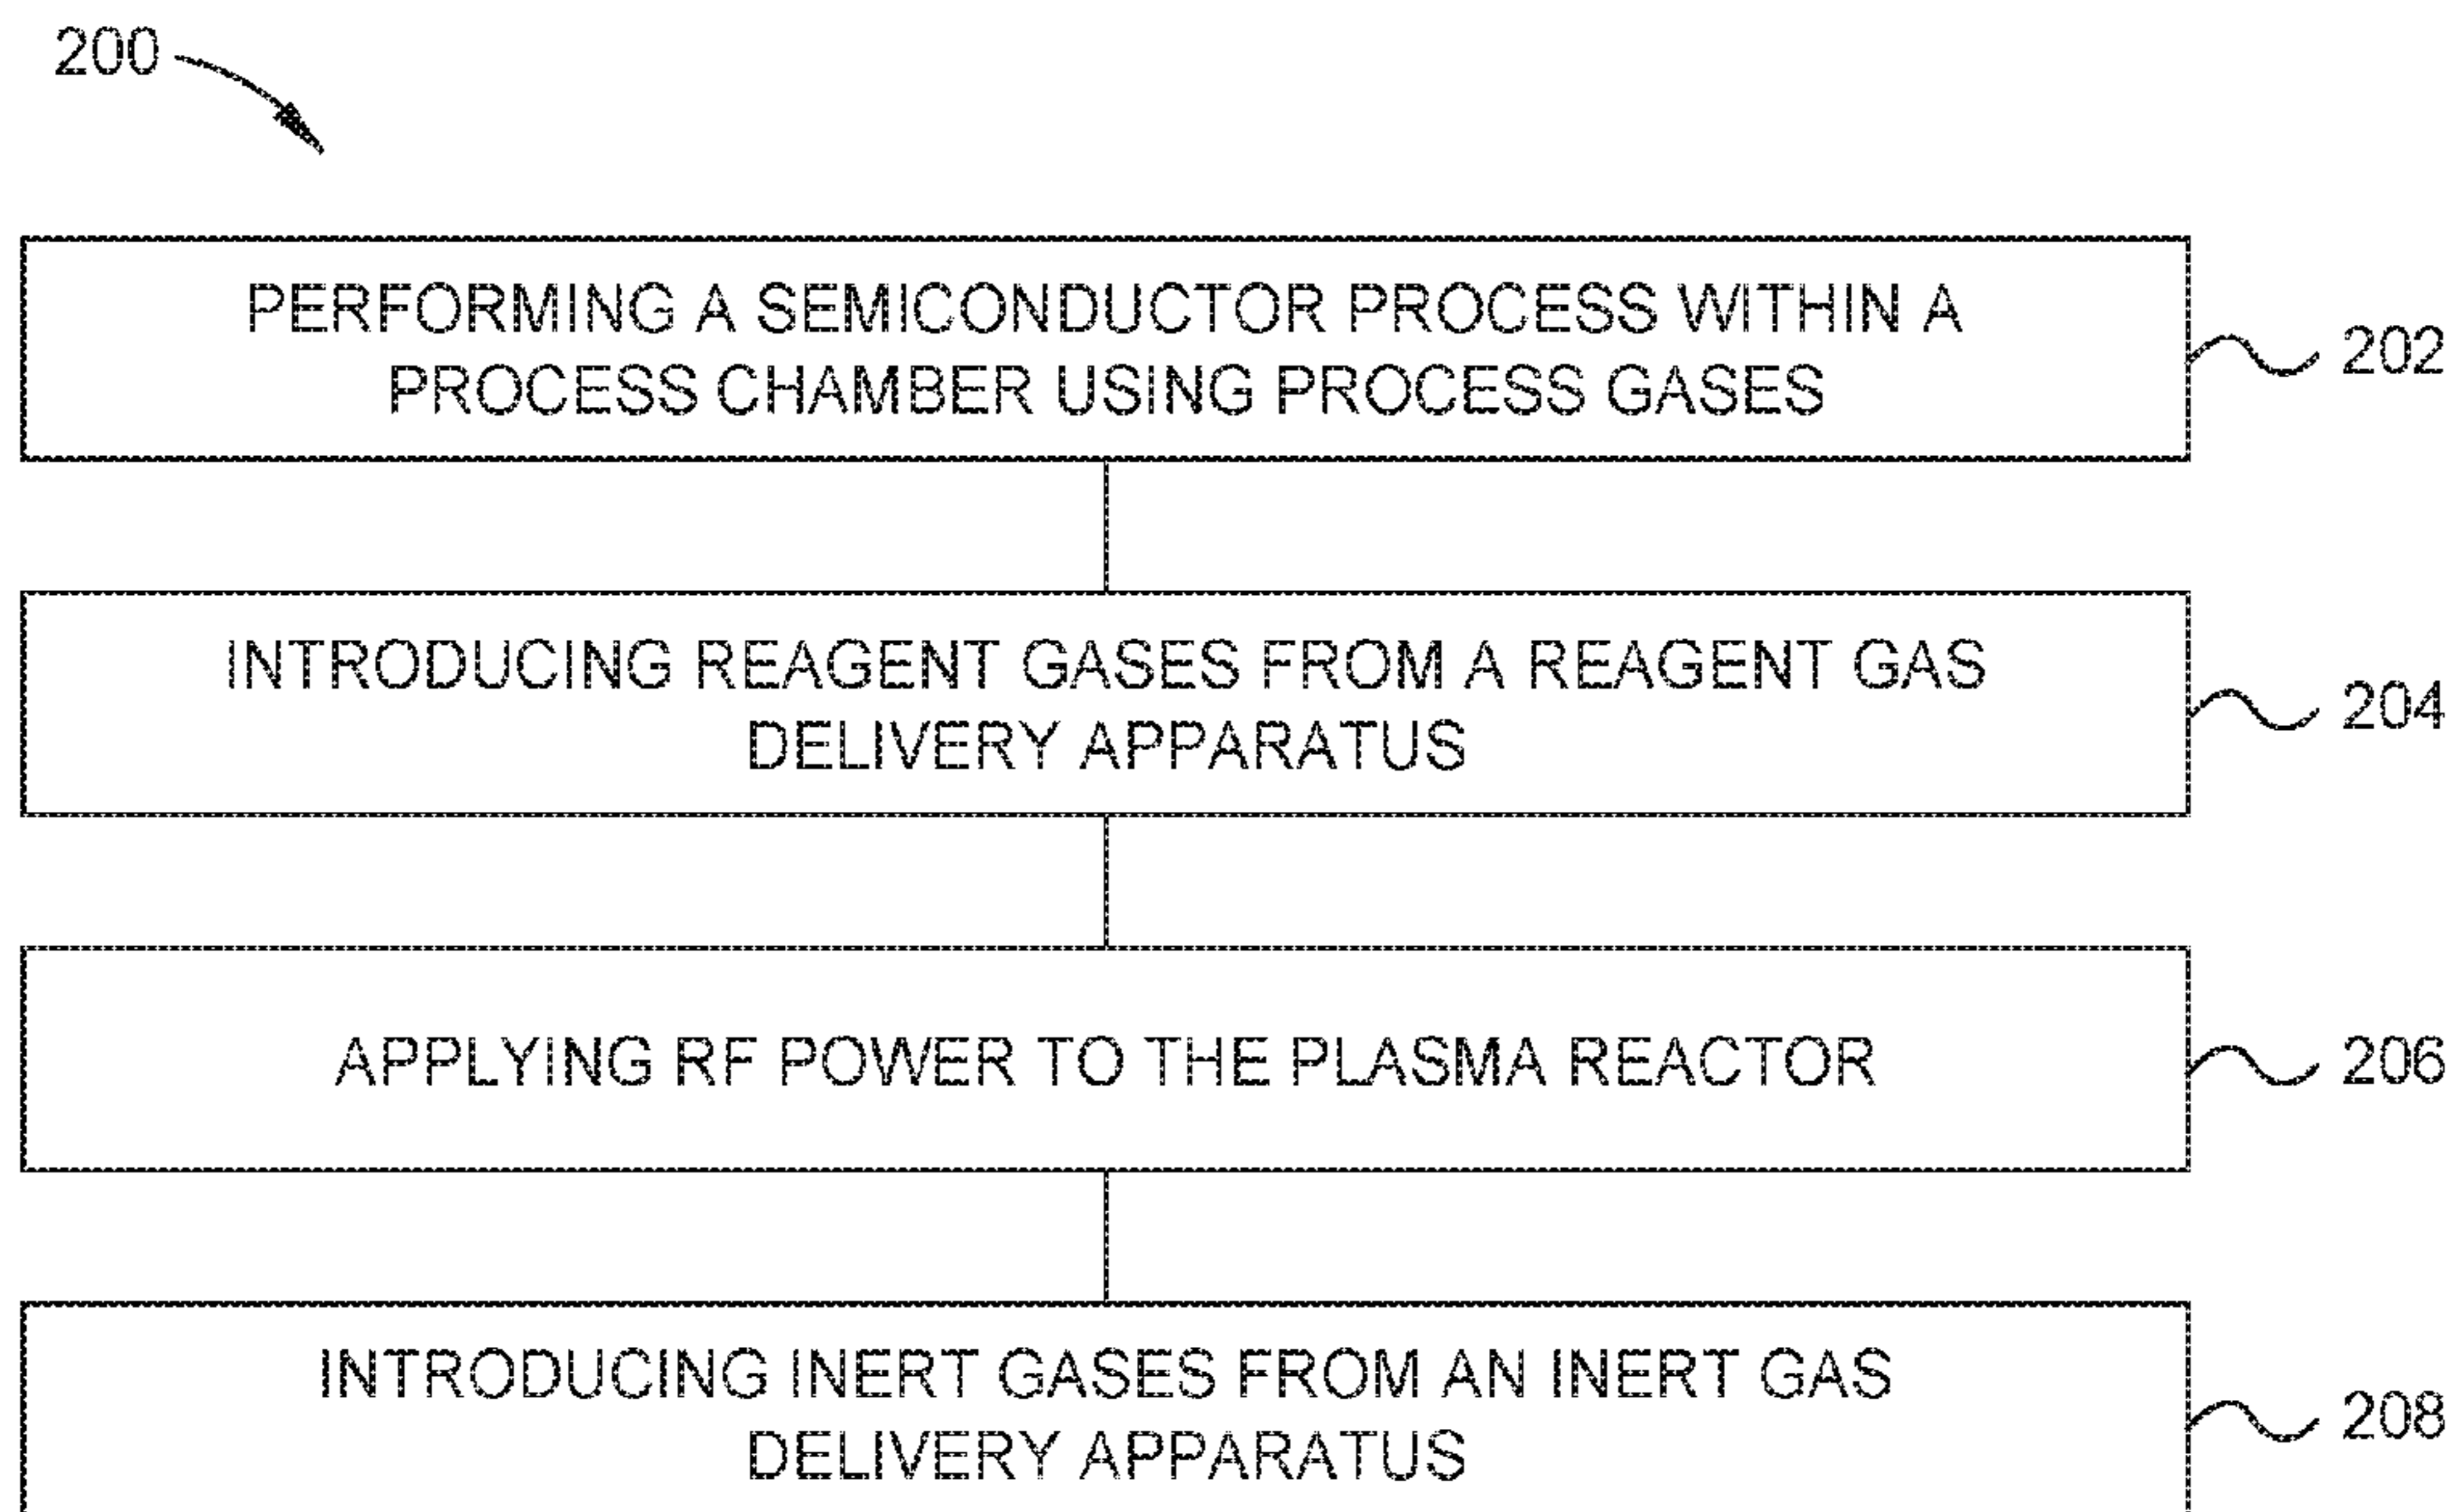 200
PERFORMING A SEMICONDUCTOR PROCESS WITHIN A
PROCESS CHAMBER USING PROCESS GASES
202
INTRODUCING REAGENT GASES FROM A REAGENT GAS
DELIVERY APPARATUS
204
APPLYING RF POWER TO THE PLASMA REACTOR
206
INTRODUCING INERT GASES FROM AN INERT GAS
DELIVERY APPARATUS
208